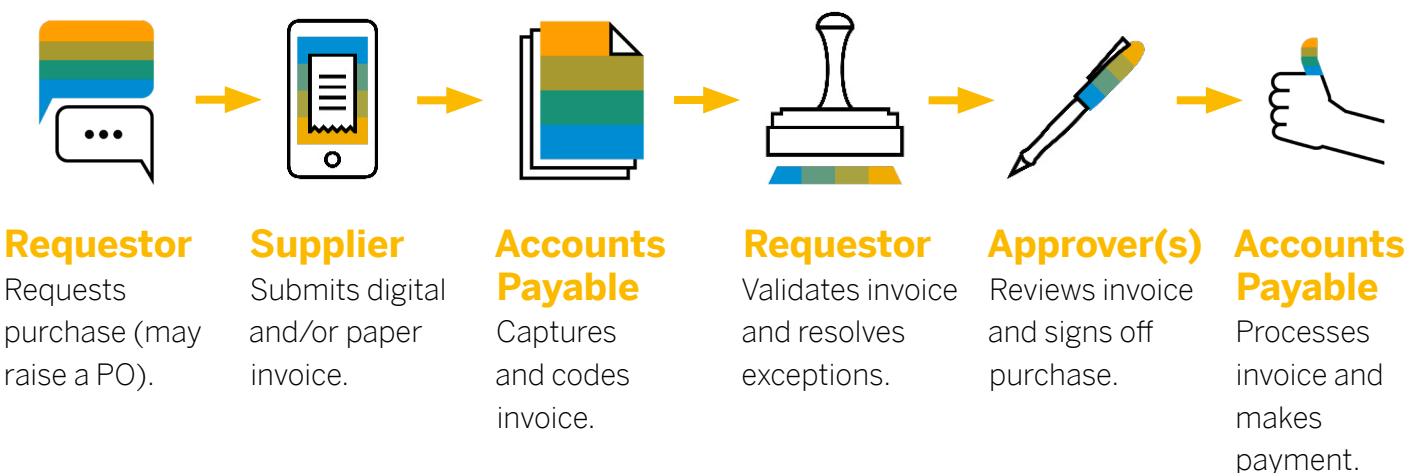 Requestor
Requests
purchase (may
raise a PO).
Supplier
Submits digital
and/or paper
invoice.
Accounts
Payable
Captures
and codes
invoice.
Requestor
Validates invoice
and resolves
exceptions.
Approver(s)
Reviews invoice
and signs off
purchase.
Accounts
Payable
Processes
invoice and
makes
payment.